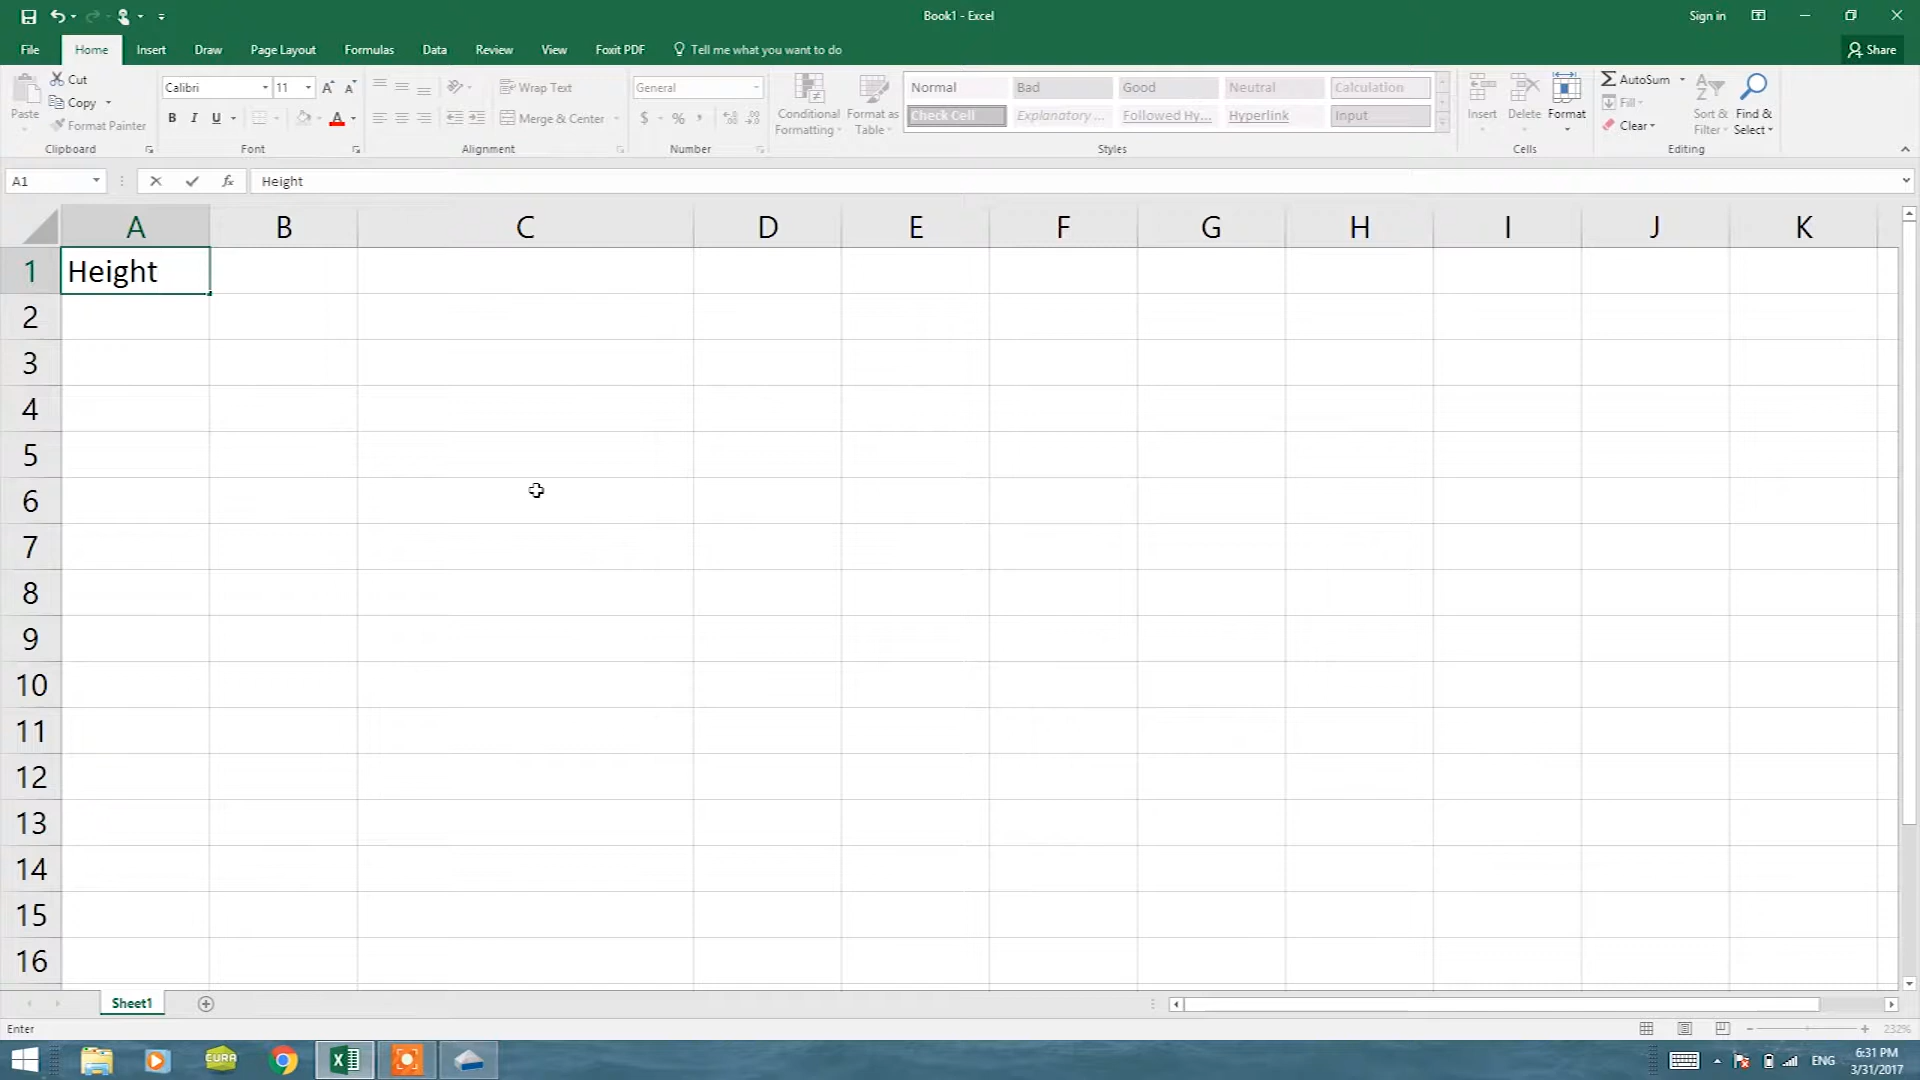 Book1 - Excel
Sign in
File Home Insert Draw Page Layout Formulas Data Review View Foxit PDF Tell me what you want to do
Share
Paste
Cut
Copy
Format Painter
Clipboard
Calibri 11
B I U
Font
Wrap Text
Merge & Center
Alignment
General
$ % ,
Number
Conditional
Formatting
Format as
Table
Normal Bad Good Neutral Calculation
Check Cell Explanatory ... Followed Hy... Hyperlink Input
Styles
Insert Delete Format
Cells
AutoSum
Fill
Clear
Sort &
Filter
Find &
Select
Editing
A1 fx Height
A B C D E F G H I J K
1 Height
2
3
4
5
6
7
8
9
10
11
12
13
14
15
16
Sheet1
Enter
232%
CURA
ENG
6:31 PM
3/31/2017